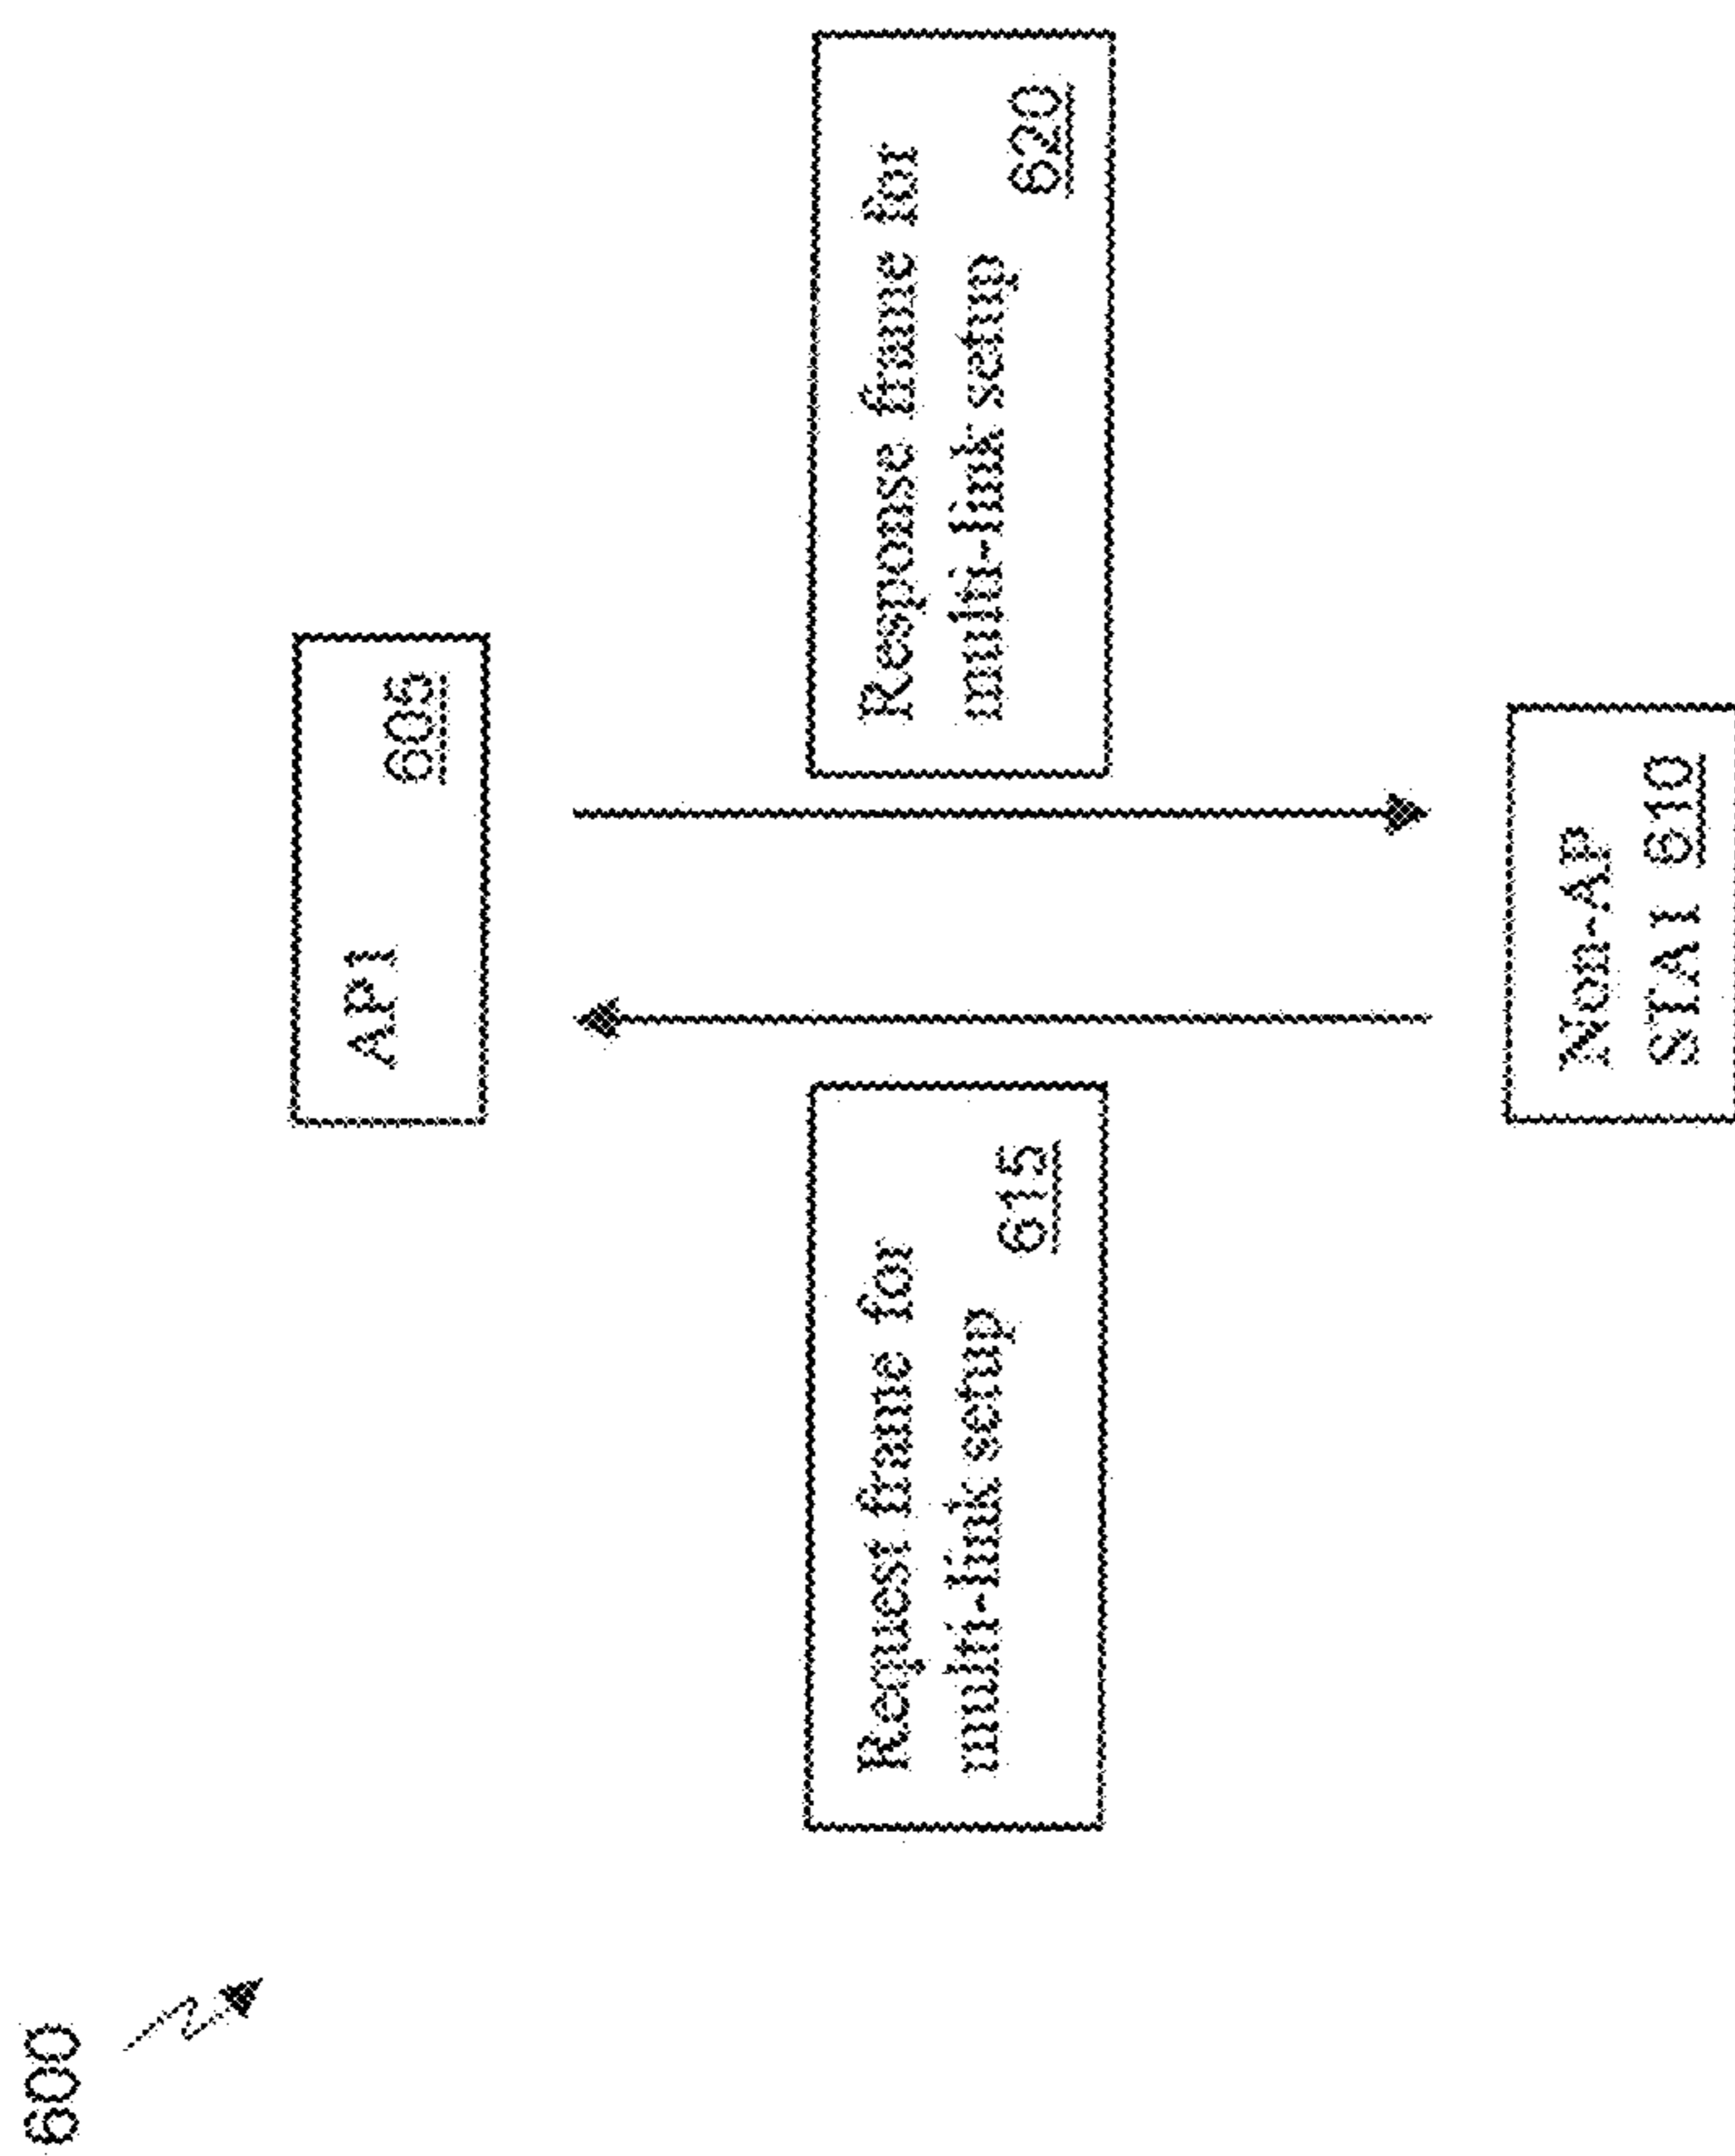 600
AP1
605
Request frame for
multi-link setup
615
Response frame for
multi-link setup
620
Non-AP
STA1 610